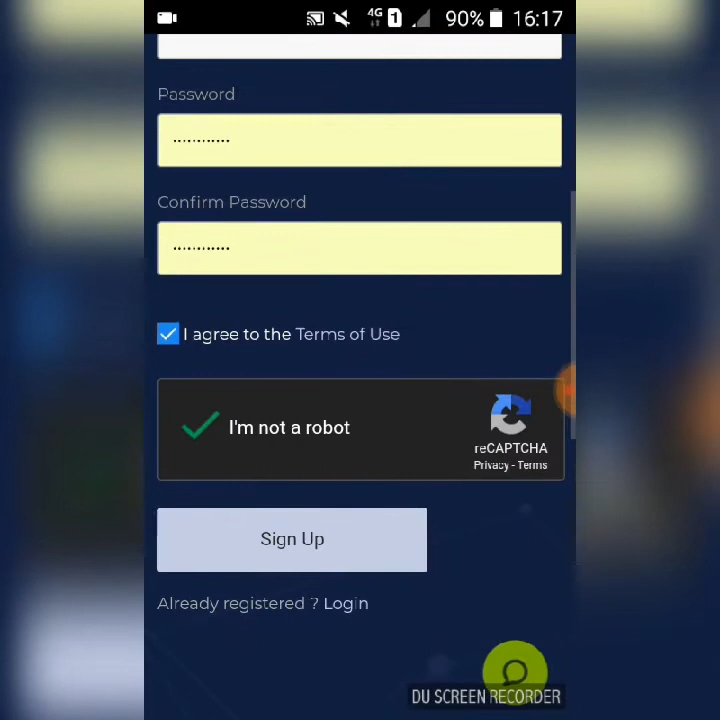 4G 1 90% 16:17
Password
............
Confirm Password
............
I agree to the Terms of Use
I'm not a robot
reCAPTCHA
Privacy - Terms
Sign Up
Already registered ? Login
DU SCREEN RECORDER